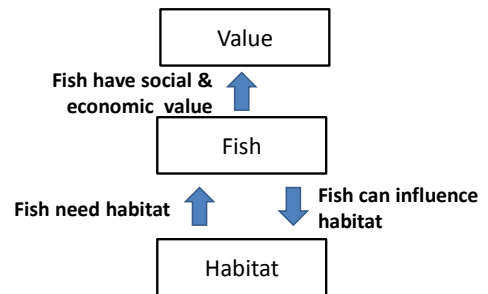 Value
Fish have social &
economic value
Fish
Fish need habitat
Fish can influence
habitat
Habitat